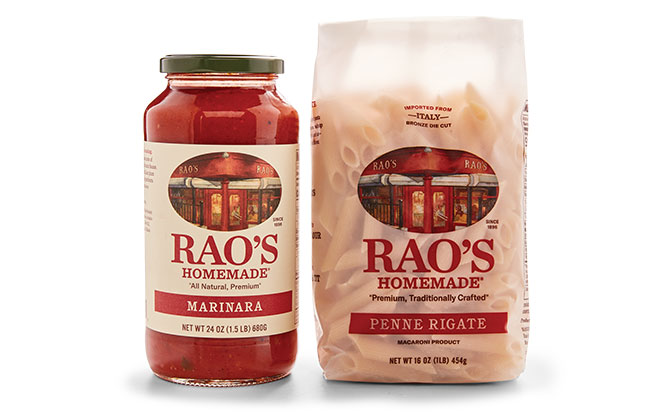 RAO'S
RAO'S
SINCE
1896
RAO'S
HOMEMADE®
"All Natural, Premium"
MARINARA
NET WT 24 OZ (1.5 LB) 680G
IMPORTED FROM
ITALY
BRONZE DIE CUT
RAO'S
RAO'S
SINCE
1896
RAO'S
HOMEMADE®
"Premium, Traditionally Crafted"
PENNE RIGATE
MACARONI PRODUCT
NET WT 16 OZ (1LB) 454g